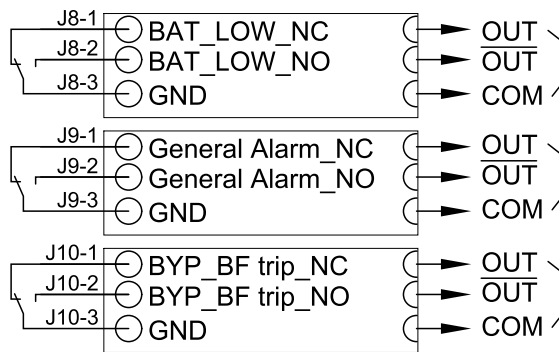 J8-1 BAT_LOW_NC OUT
J8-2 BAT_LOW_NO OUT
J8-3 GND COM
J9-1 General Alarm_NC OUT
J9-2 General Alarm_NO OUT
J9-3 GND COM
J10-1 BYP_BF trip_NC OUT
J10-2 BYP_BF trip_NO OUT
J10-3 GND COM